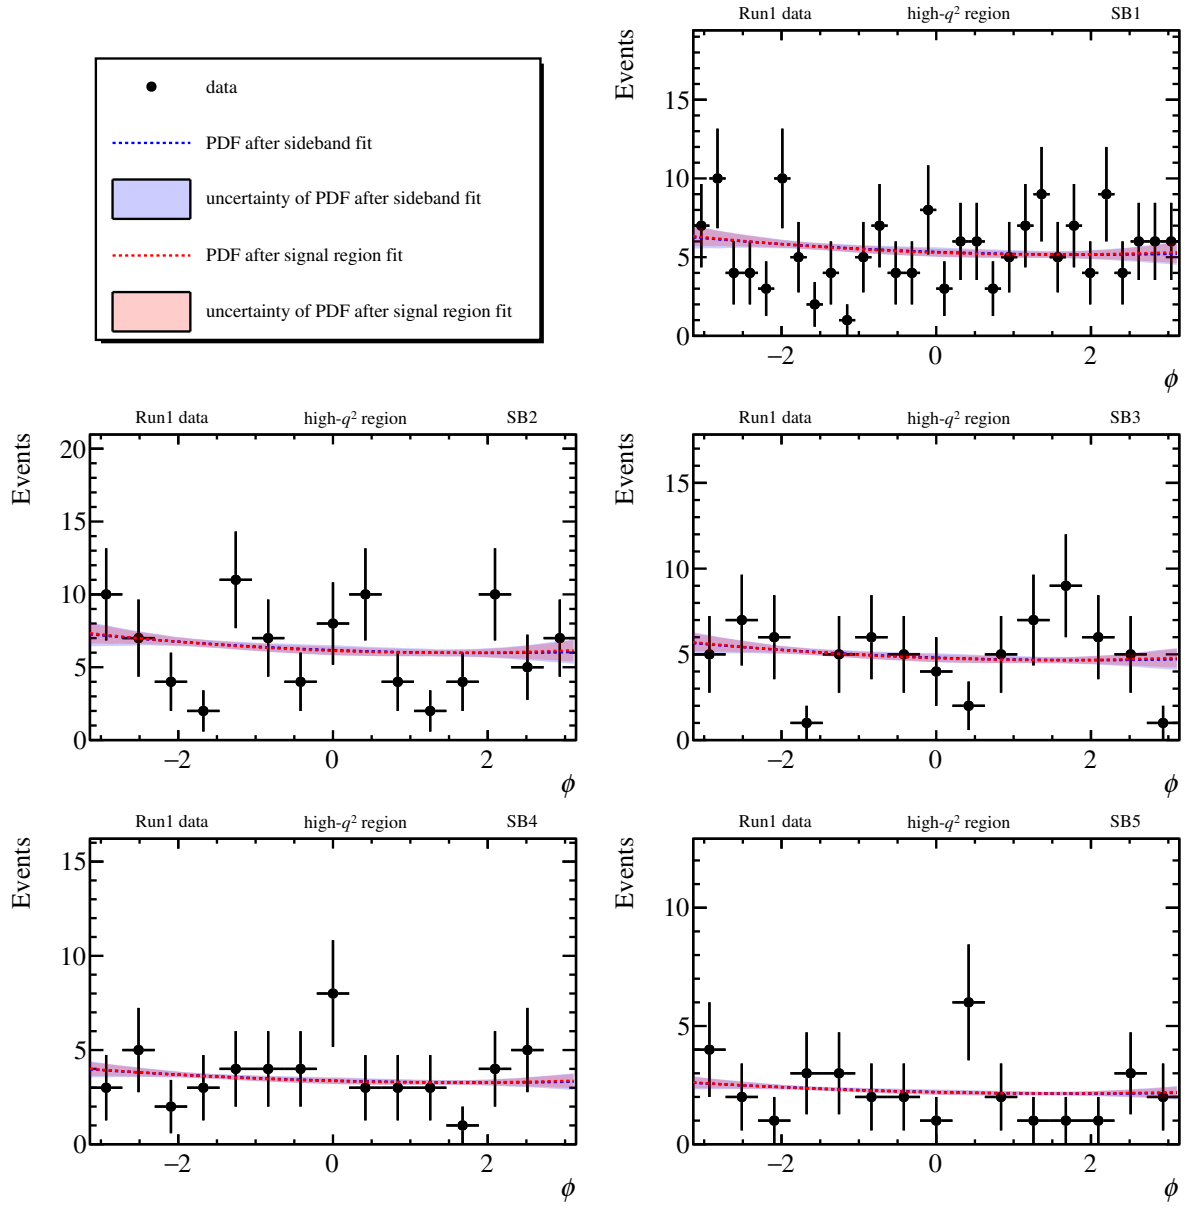 data
PDF after sideband fit
uncertainty of PDF after sideband fit
PDF after signal region fit
uncertainty of PDF after signal region fit
Run1 data high-q² region SB1
Events
15
10
5
0
−2 0 2
ϕ
Run1 data high-q² region SB2
Events
20
15
10
5
0
−2 0 2
ϕ
Run1 data high-q² region SB3
Events
15
10
5
0
−2 0 2
ϕ
Run1 data high-q² region SB4
Events
15
10
5
0
−2 0 2
ϕ
Run1 data high-q² region SB5
Events
10
5
0
−2 0 2
ϕ